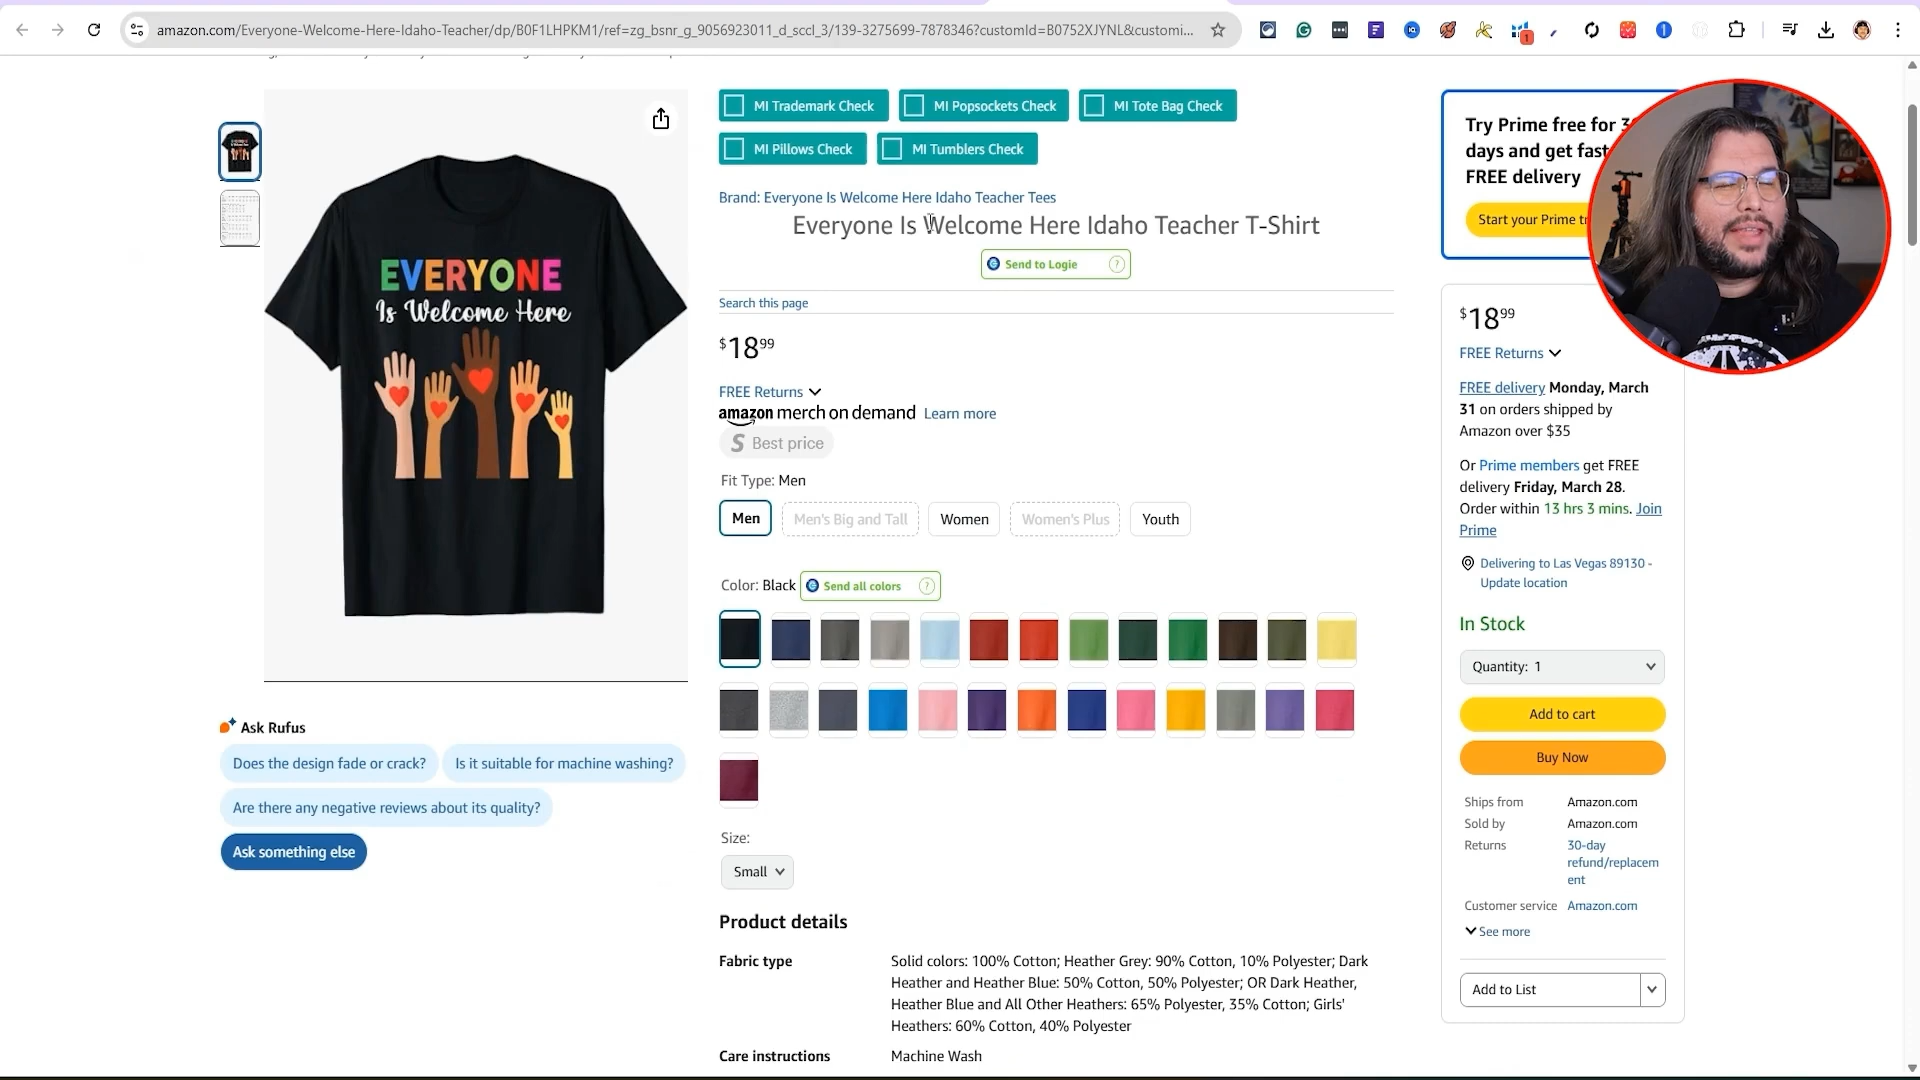 amazon.com/Everyone-Welcome-Here-Idaho-Teacher/dp/B0F1LHPKM1/ref=zg_bsnr_g_9056923011_d_sccl_3/139-3275699-7878346?customId=B0752XJYNL&customi...
1
MI Trademark Check
MI Popsockets Check
MI Tote Bag Check
MI Pillows Check
MI Tumblers Check
Brand: Everyone Is Welcome Here Idaho Teacher Tees
Everyone Is Welcome Here Idaho Teacher T-Shirt
Send to Logie ?
Search this page
$18 99
FREE Returns
amazon merch on demand Learn more
S Best price
Fit Type: Men
Men
Men's Big and Tall
Women
Women's Plus
Youth
Color: Black
Send all colors ?
Size:
Small
Product details
Fabric type
Solid colors: 100% Cotton; Heather Grey: 90% Cotton, 10% Polyester; Dark
Heather and Heather Blue: 50% Cotton, 50% Polyester; OR Dark Heather,
Heather Blue and All Other Heathers: 65% Polyester, 35% Cotton; Girls'
Heathers: 60% Cotton, 40% Polyester
Care instructions
Machine Wash
EVERYONE
Is Welcome Here
Ask Rufus
Does the design fade or crack?
Is it suitable for machine washing?
Are there any negative reviews about its quality?
Ask something else
Try Prime free for
days and get fast
FREE delivery
Start your Prime
$18 99
FREE Returns
FREE delivery Monday, March
31 on orders shipped by
Amazon over $35
Or Prime members get FREE
delivery Friday, March 28.
Order within 13 hrs 3 mins. Join
Prime
Delivering to Las Vegas 89130 -
Update location
In Stock
Quantity: 1
Add to cart
Buy Now
Ships from
Amazon.com
Sold by
Amazon.com
Returns
30-day
refund/replacem
ent
Customer service
Amazon.com
See more
Add to List